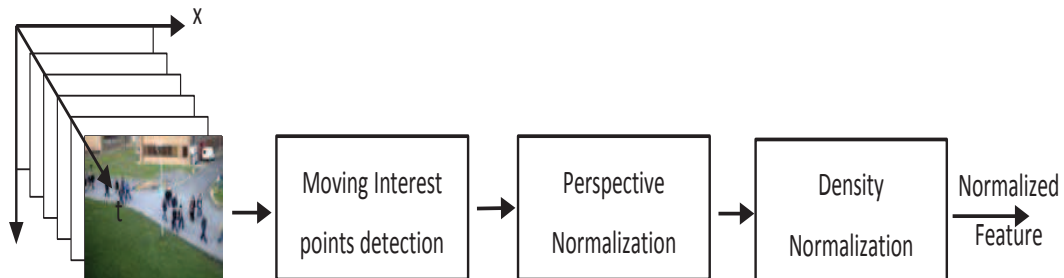 x
t
Moving Interest
points detection
Perspective
Normalization
Density
Normalization
Normalized
Feature